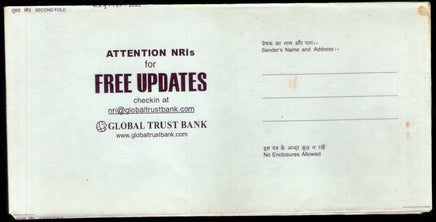 दूसरा मोड़ SECOND FOLD
ATTENTION NRIs
for
FREE UPDATES
checkin at
nri@globaltrustbank.com
GLOBAL TRUST BANK
www.globaltrustbank.com
प्रेषक का नाम और पता:-
Sender's Name and Address:-
इस पत्र के अन्दर कुछ न रखें
No Enclosures Allowed